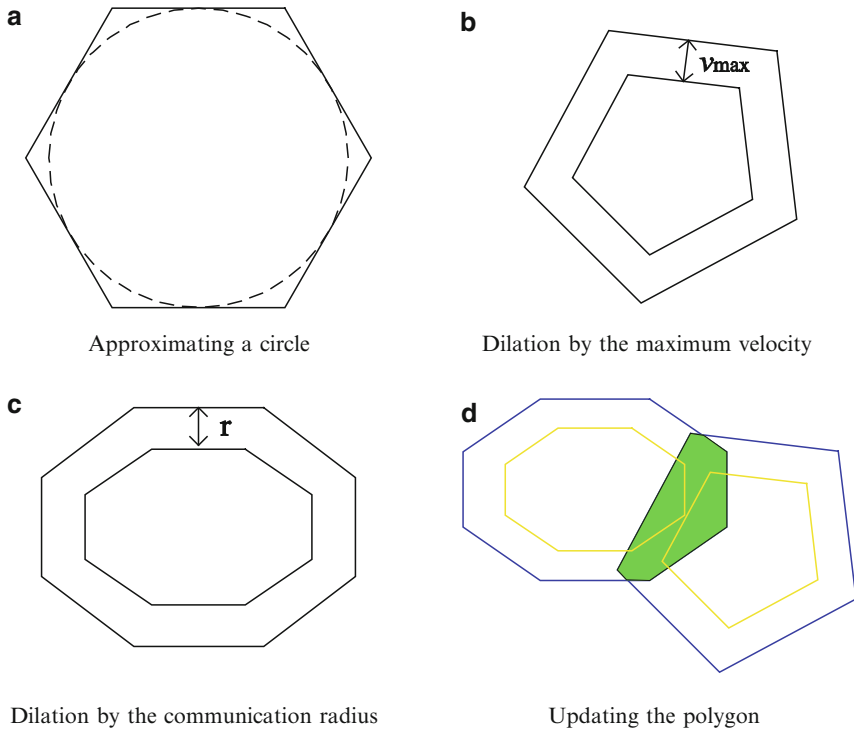 a
Approximating a circle
b
vmax
Dilation by the maximum velocity
c
r
Dilation by the communication radius
d
Updating the polygon